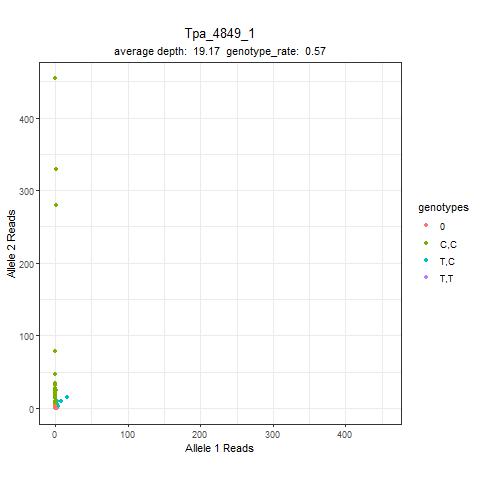 Tpa_4849_1
average depth: 19.17 genotype_rate: 0.57
Allele 2 Reads
400
300
200
100
0
0 100 200 300 400
Allele 1 Reads
genotypes
0
C,C
T,C
T,T